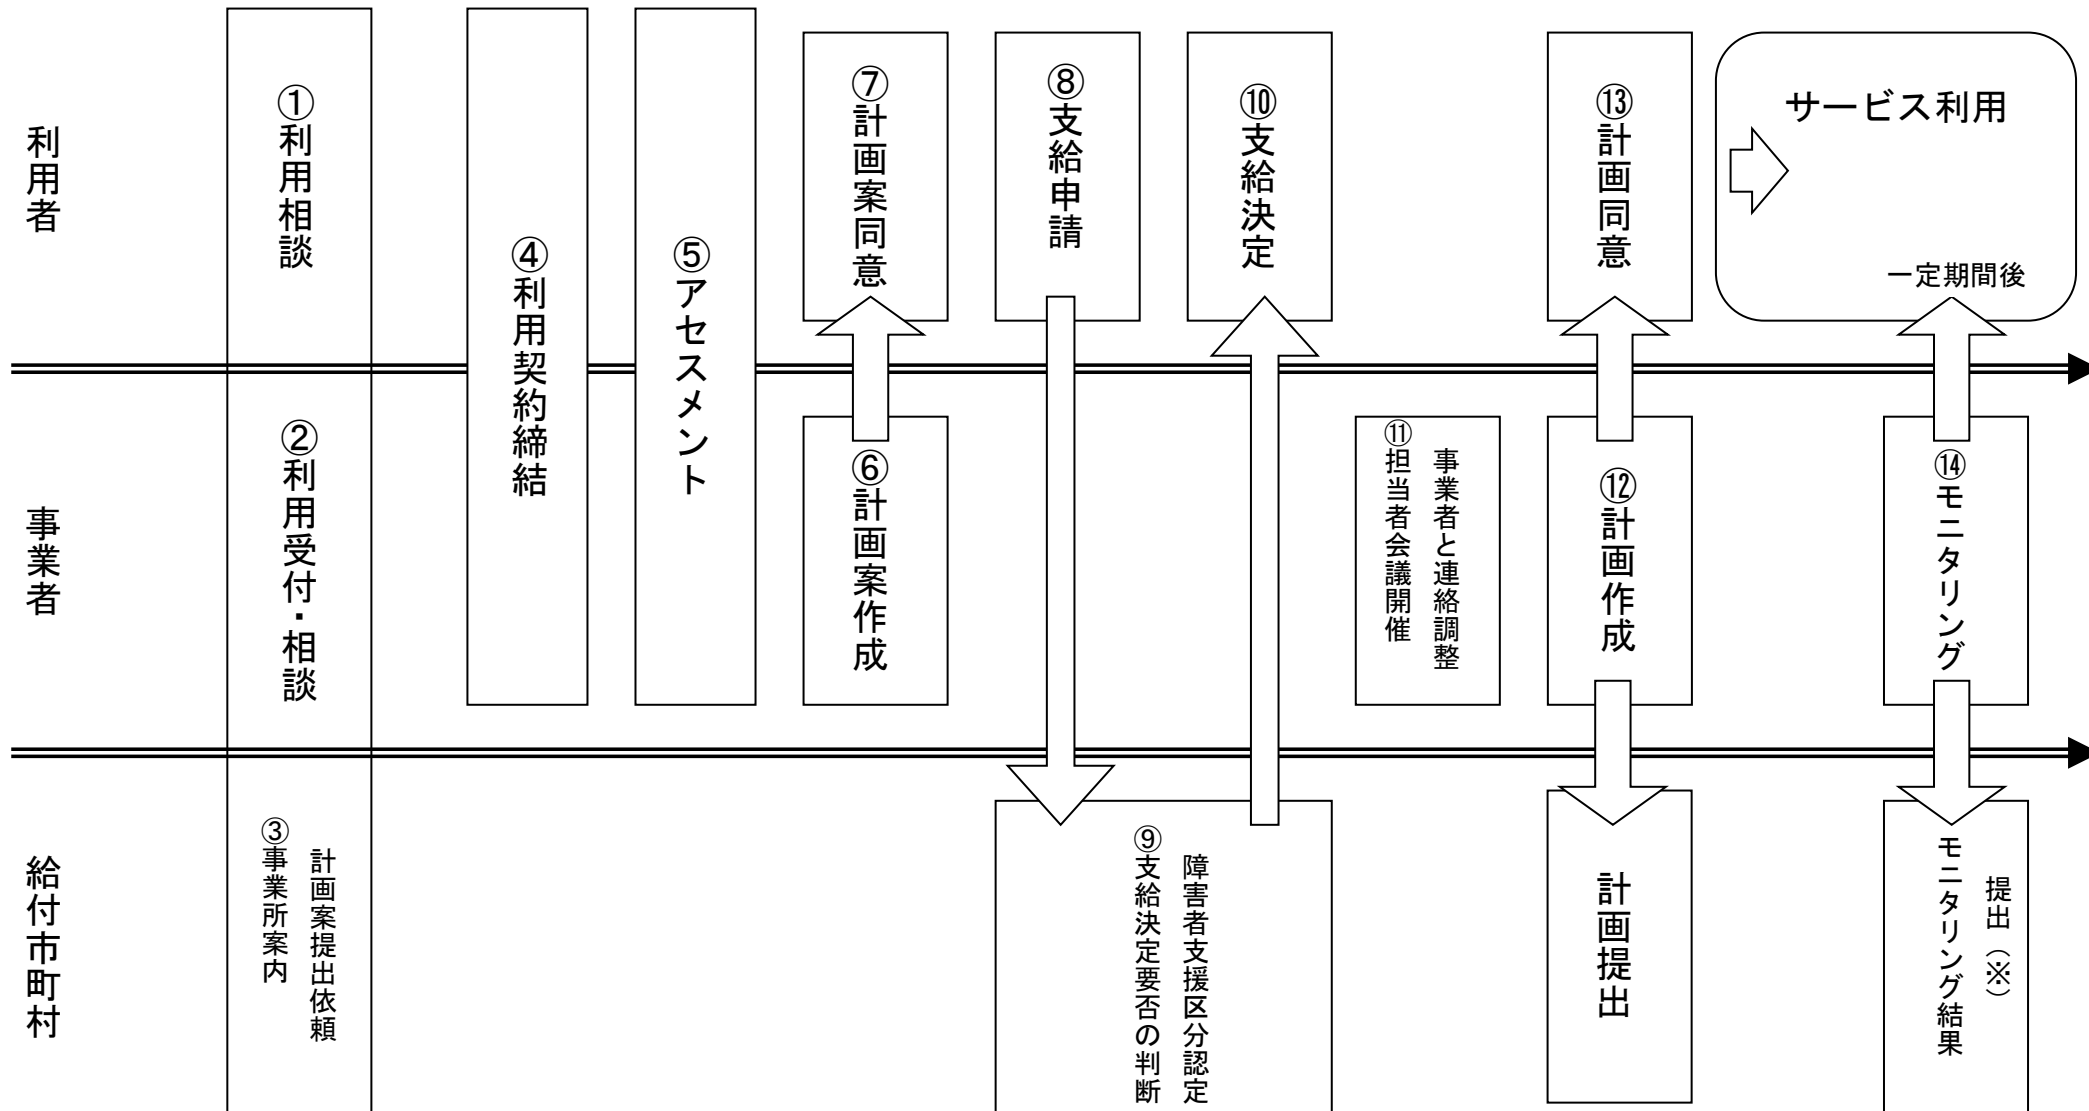 利用者
事業者
給付市町村
①利用相談
②利用受付・相談
計画案提出依頼
③事業所案内
④利用契約締結
⑤アセスメント
⑦計画案同意
⑥計画案作成
⑧支給申請
障害者支援区分認定
⑨支給決定要否の判断
⑩支給決定
事業者と連絡調整
⑪担当者会議開催
⑬計画同意
⑫計画作成
計画提出
サービス利用
一定期間後
⑭モニタリング
提出（※）
モニタリング結果